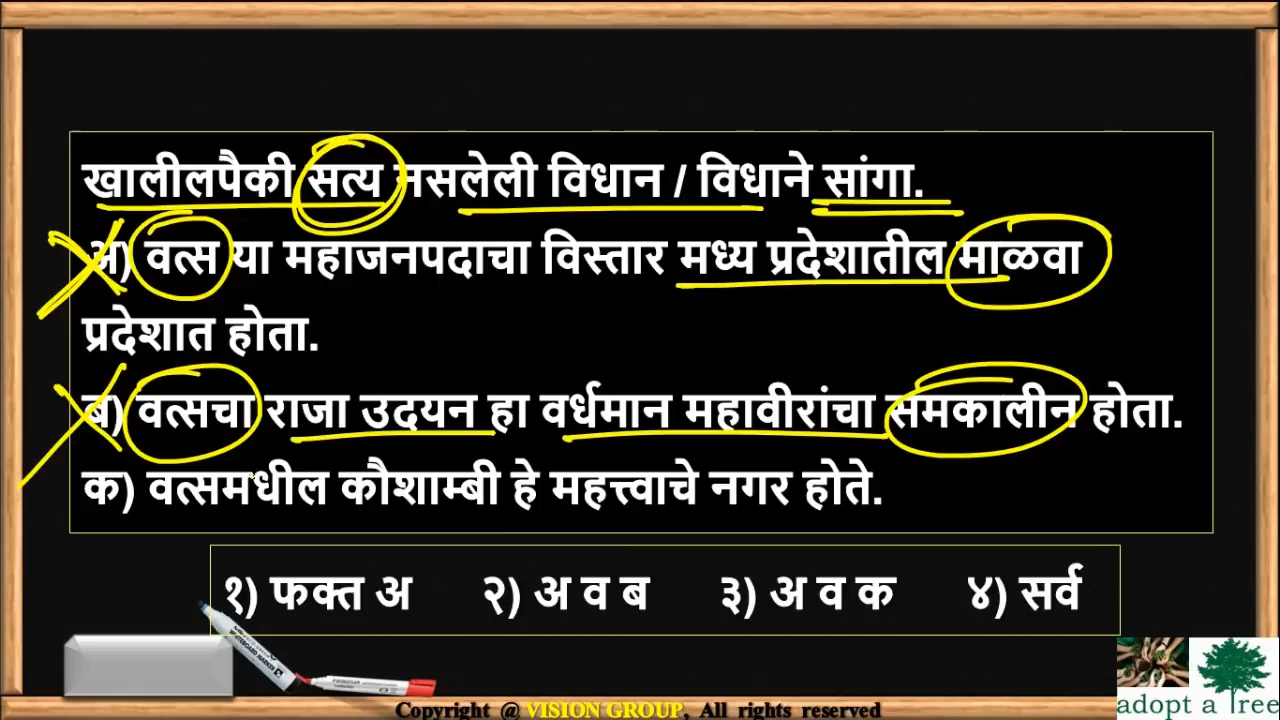 खालीलपैकी सत्य नसलेली विधान / विधाने सांगा.
अ) वत्स या महाजनपदाचा विस्तार मध्य प्रदेशातील माळवा
प्रदेशात होता.
ब) वत्सचा राजा उदयन हा वर्धमान महावीरांचा समकालीन होता.
क) वत्समधील कौशाम्बी हे महत्त्वाचे नगर होते.
१) फक्त अ २) अ व ब ३) अ व क ४) सर्व
adopt a Tree
Copyright @ VISION GROUP, All rights reserved